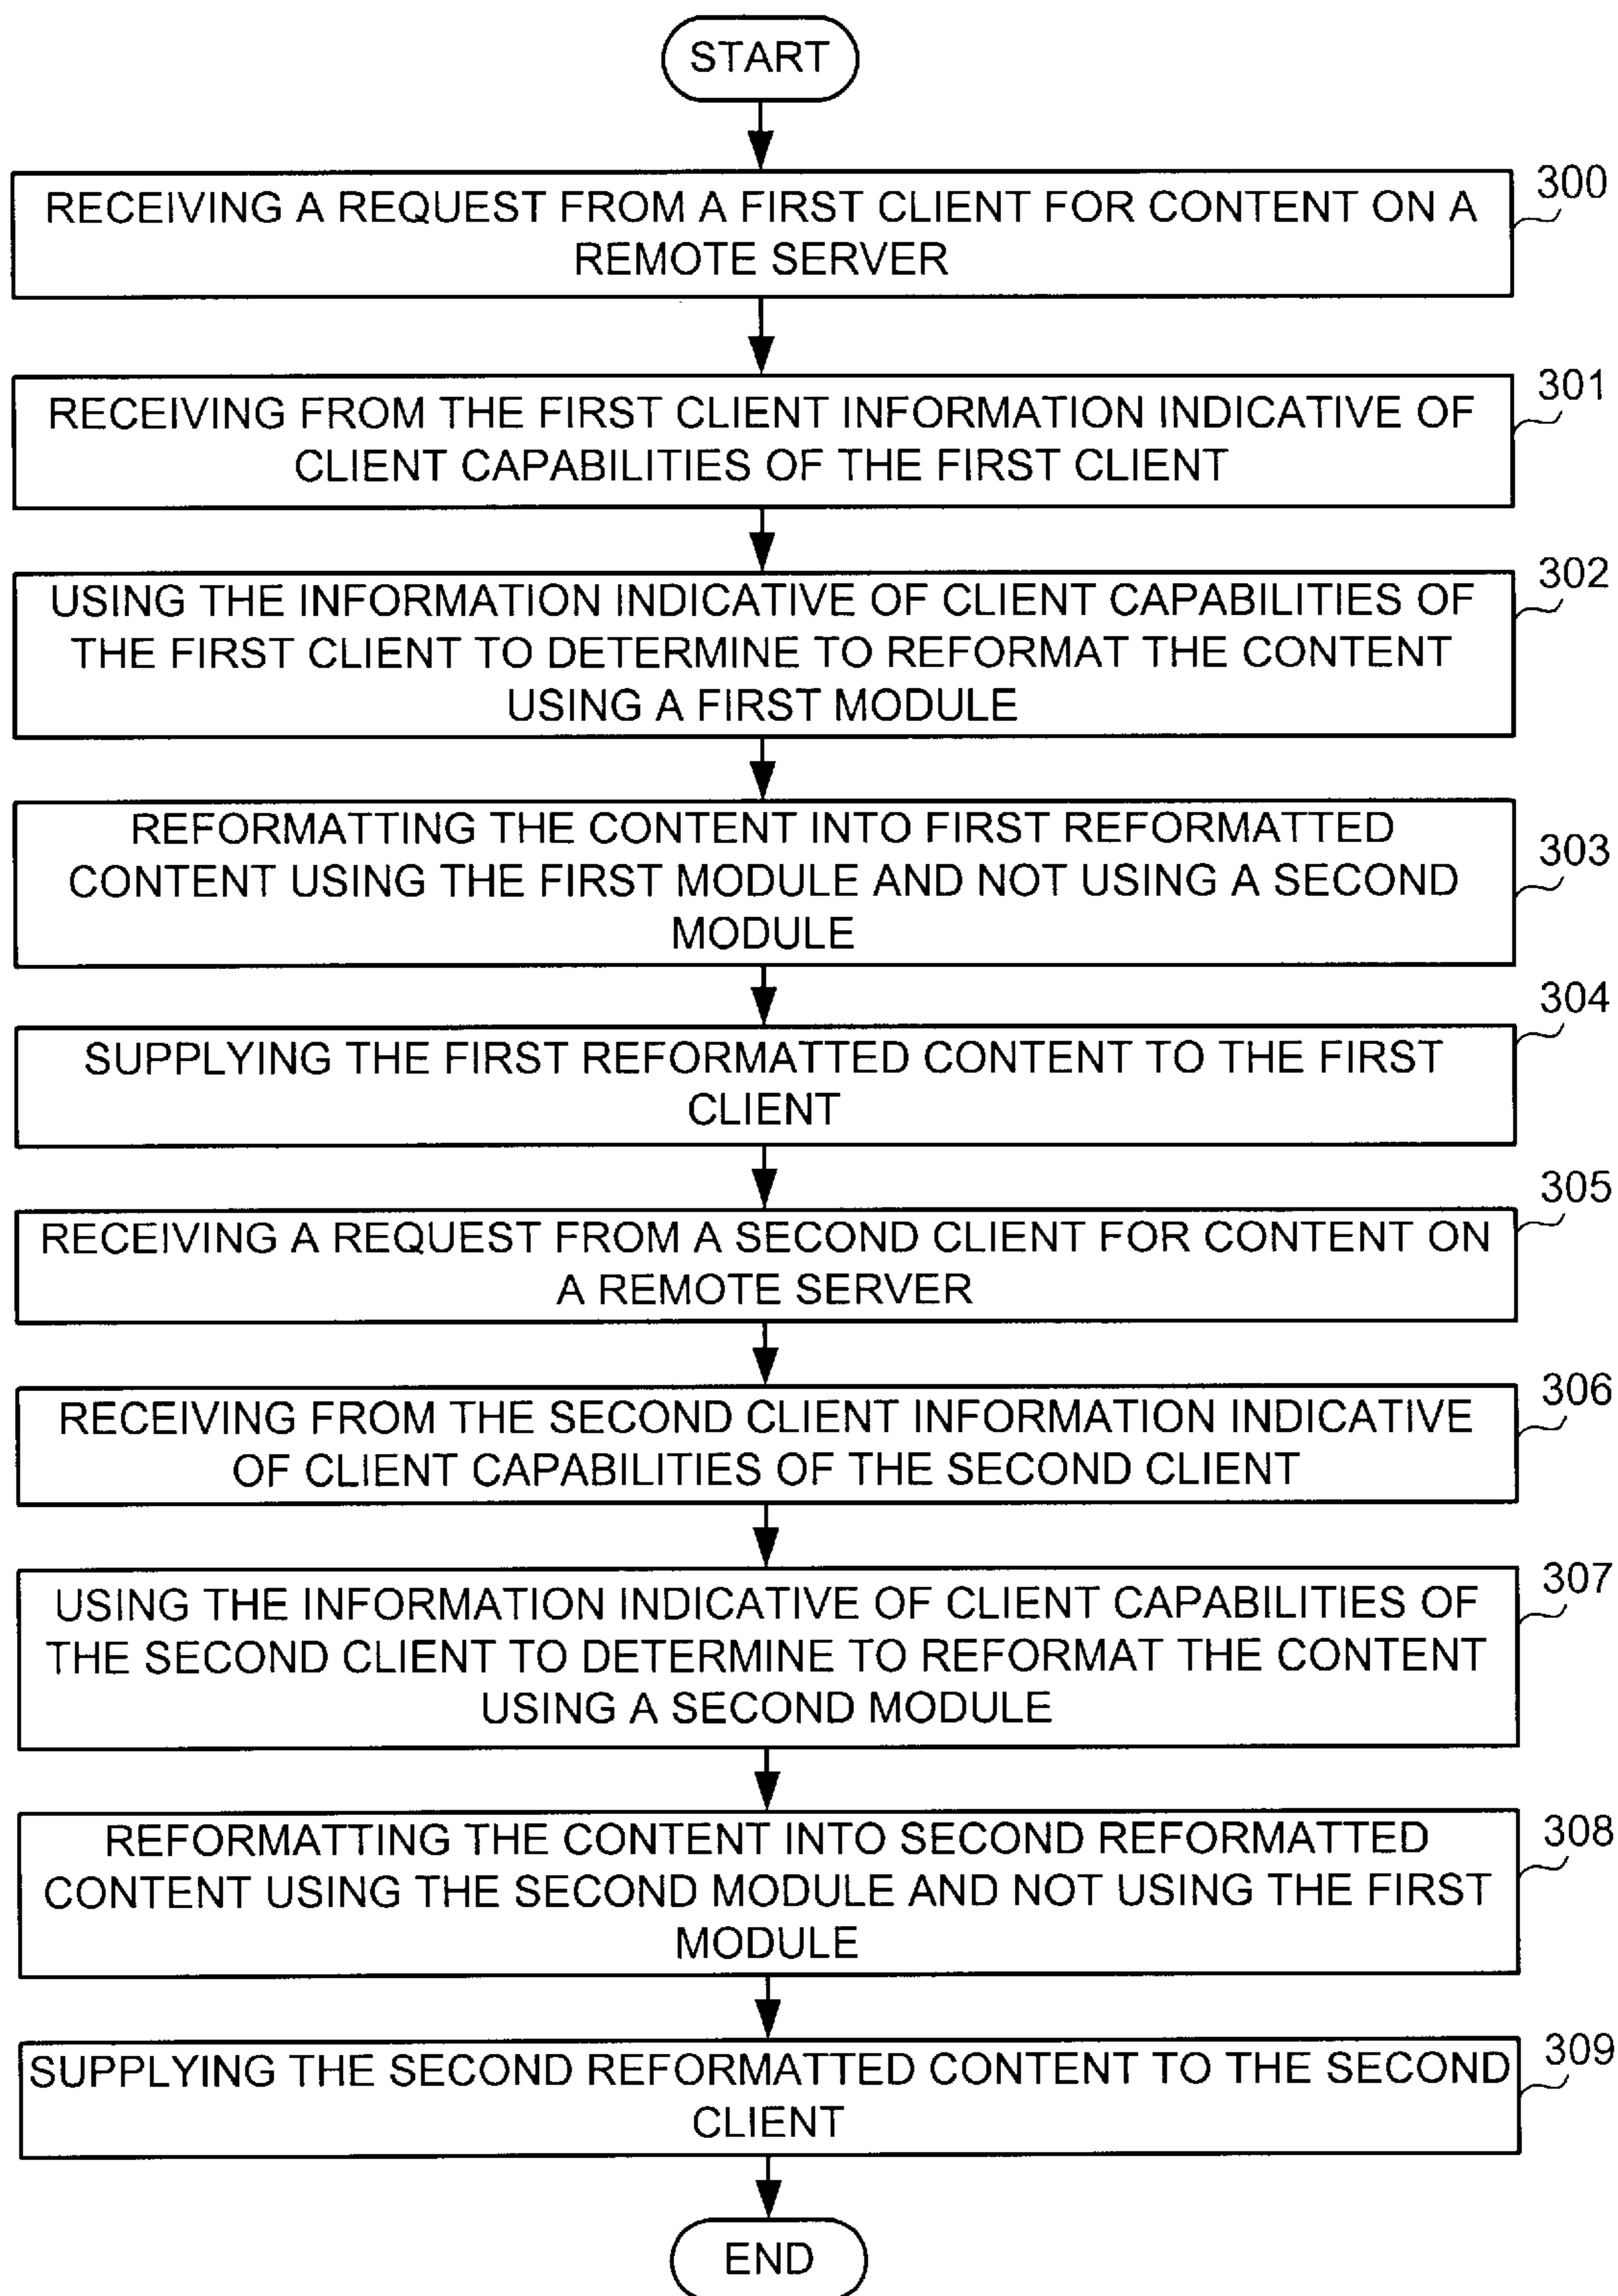 START
300
RECEIVING A REQUEST FROM A FIRST CLIENT FOR CONTENT ON A
REMOTE SERVER
301
RECEIVING FROM THE FIRST CLIENT INFORMATION INDICATIVE OF
CLIENT CAPABILITIES OF THE FIRST CLIENT
302
USING THE INFORMATION INDICATIVE OF CLIENT CAPABILITIES OF
THE FIRST CLIENT TO DETERMINE TO REFORMAT THE CONTENT
USING A FIRST MODULE
303
REFORMATTING THE CONTENT INTO FIRST REFORMATTED
CONTENT USING THE FIRST MODULE AND NOT USING A SECOND
MODULE
304
SUPPLYING THE FIRST REFORMATTED CONTENT TO THE FIRST
CLIENT
305
RECEIVING A REQUEST FROM A SECOND CLIENT FOR CONTENT ON
A REMOTE SERVER
306
RECEIVING FROM THE SECOND CLIENT INFORMATION INDICATIVE
OF CLIENT CAPABILITIES OF THE SECOND CLIENT
307
USING THE INFORMATION INDICATIVE OF CLIENT CAPABILITIES OF
THE SECOND CLIENT TO DETERMINE TO REFORMAT THE CONTENT
USING A SECOND MODULE
308
REFORMATTING THE CONTENT INTO SECOND REFORMATTED
CONTENT USING THE SECOND MODULE AND NOT USING THE FIRST
MODULE
309
SUPPLYING THE SECOND REFORMATTED CONTENT TO THE SECOND
CLIENT
END